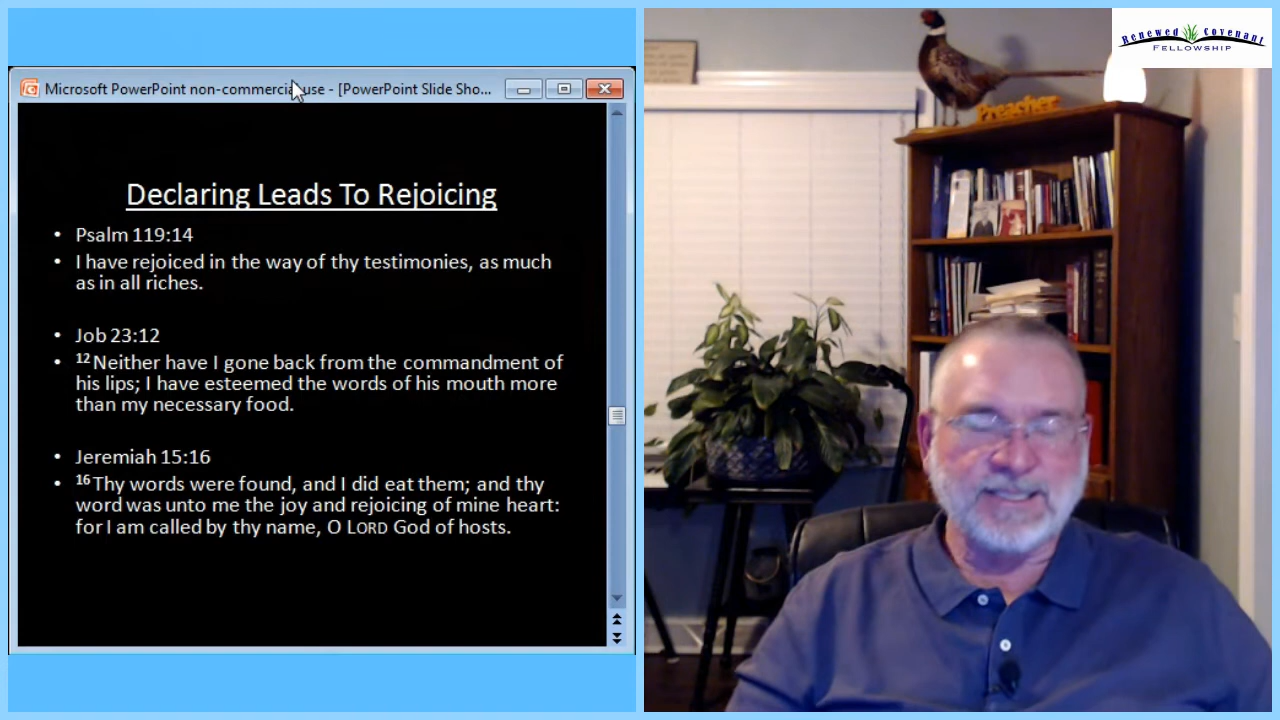 Microsoft PowerPoint non-commercial use - [PowerPoint Slide Sho...
Declaring Leads To Rejoicing
• Psalm 119:14
• I have rejoiced in the way of thy testimonies, as much
as in all riches.
• Job 23:12
• 12 Neither have I gone back from the commandment of
his lips; I have esteemed the words of his mouth more
than my necessary food.
• Jeremiah 15:16
• 16 Thy words were found, and I did eat them; and thy
word was unto me the joy and rejoicing of mine heart:
for I am called by thy name, O LORD God of hosts.
Renewed Covenant
FELLOWSHIP
Preacher